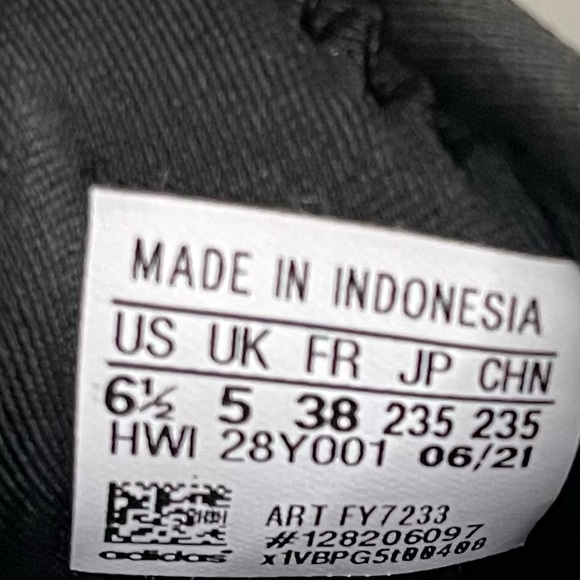 MADE IN INDONESIA
US UK FR JP CHN
6½ 5 38 235 235
HWI 28Y001 06/21
ART FY7233
#128206097
adidas x1VBPG5t00408